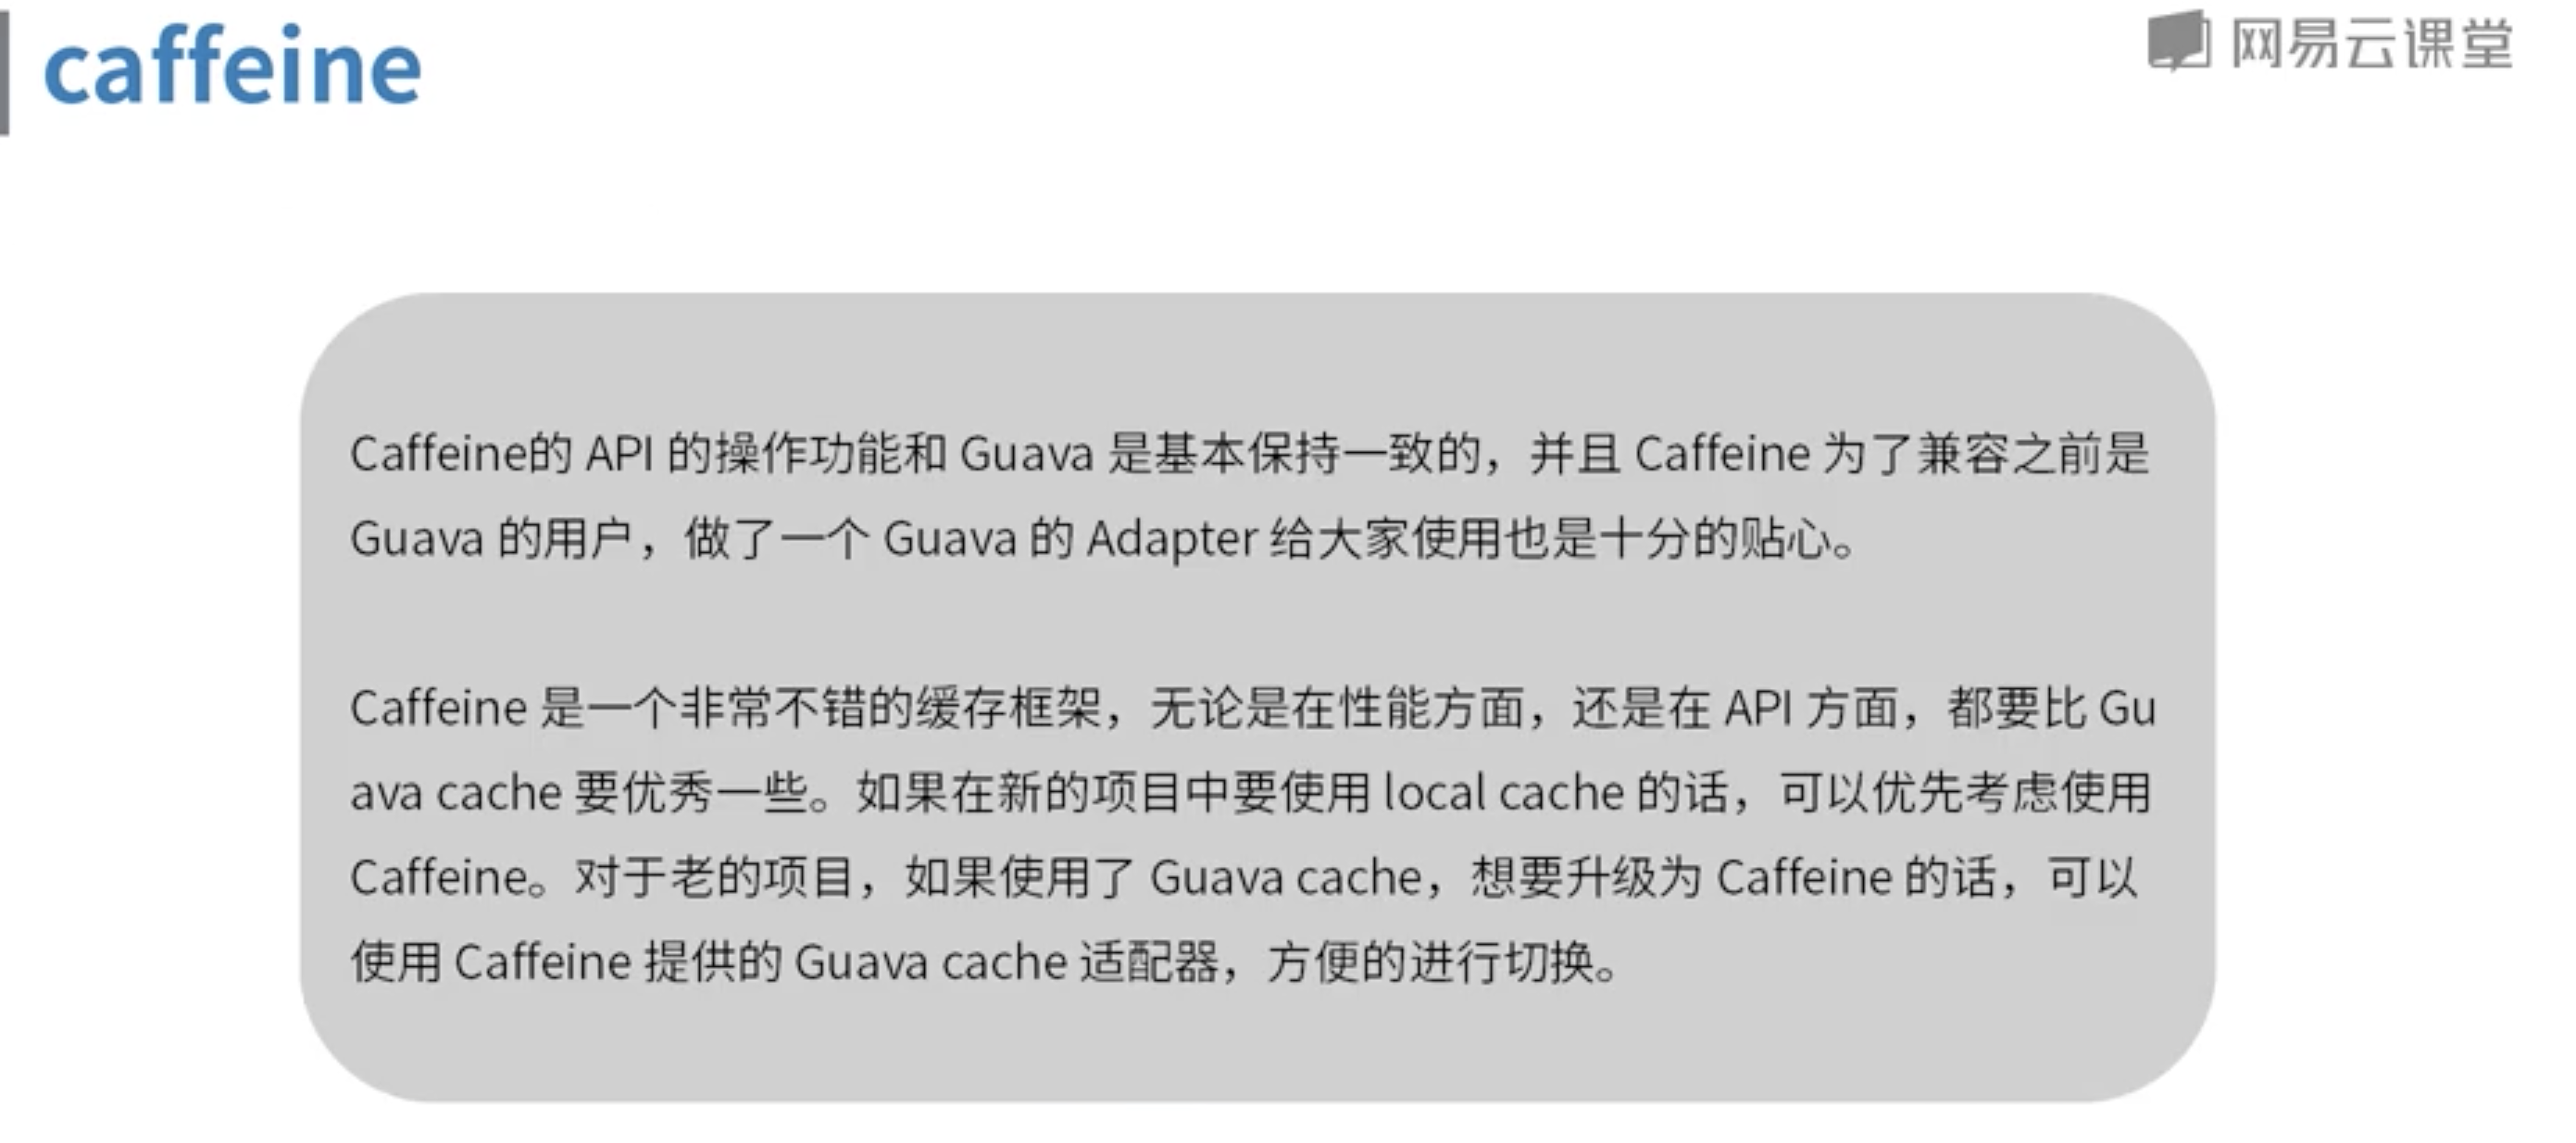 caffeine
网易云课堂
Caffeine的 API 的操作功能和 Guava 是基本保持一致的，并且 Caffeine 为了兼容之前是
Guava 的用户，做了一个 Guava 的 Adapter 给大家使用也是十分的贴心。
Caffeine 是一个非常不错的缓存框架，无论是在性能方面，还是在 API 方面，都要比 Gu
ava cache 要优秀一些。如果在新的项目中要使用 local cache 的话，可以优先考虑使用
Caffeine。对于老的项目，如果使用了 Guava cache，想要升级为 Caffeine 的话，可以
使用 Caffeine 提供的 Guava cache 适配器，方便的进行切换。